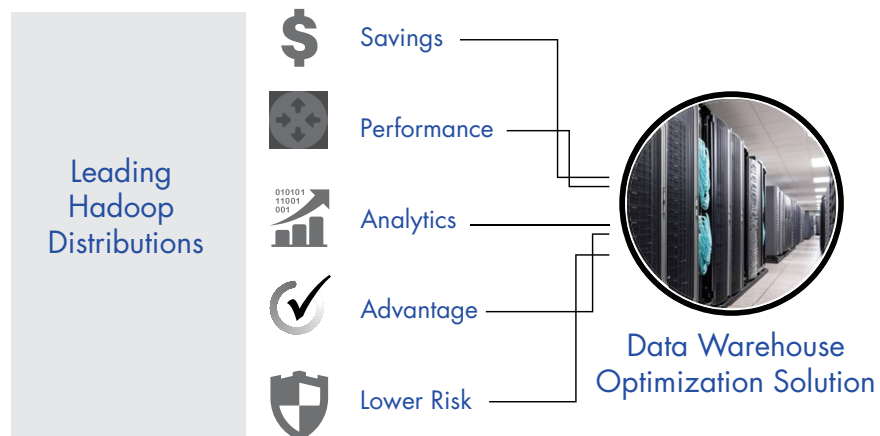 Leading
Hadoop
Distributions
Savings
Performance
010101
11001
001
Analytics
Advantage
Lower Risk
Data Warehouse
Optimization Solution